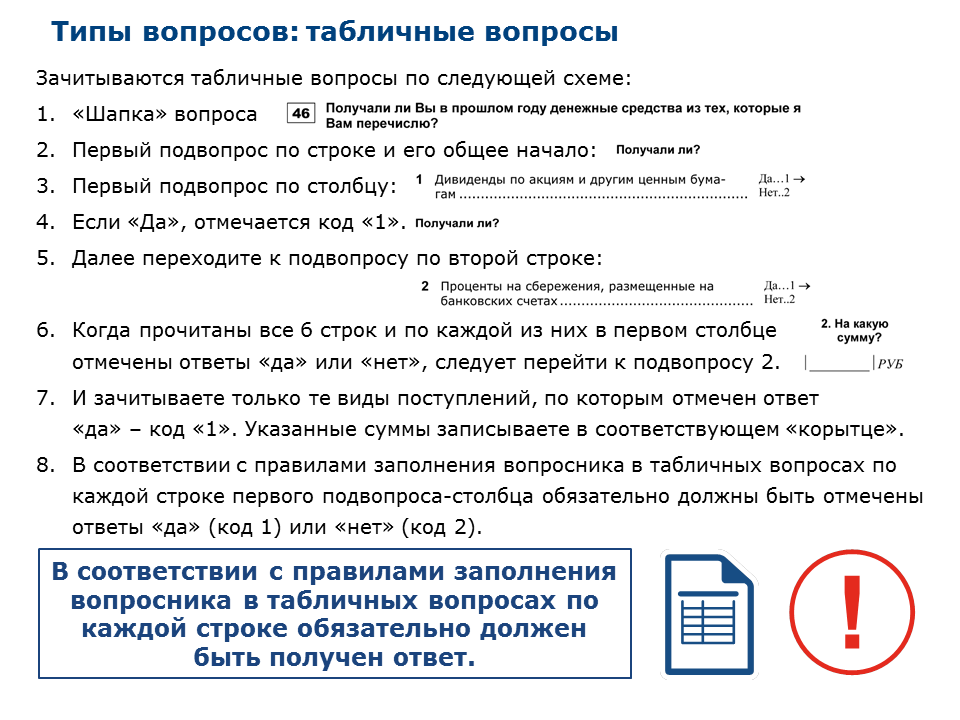 Типы вопросов: табличные вопросы
Зачитываются табличные вопросы по следующей схеме:
1. «Шапка» вопроса 46 Получали ли Вы в прошлом году денежные средства из тех, которые я
Вам перечислю?
2. Первый подвопрос по строке и его общее начало: Получали ли?
3. Первый подвопрос по столбцу: 1 Дивиденды по акциям и другим ценным бума- Да...1 →
гам Нет..2
4. Если «Да», отмечается код «1». Получали ли?
5. Далее переходите к подвопросу по второй строке:
2 Проценты на сбережения, размещенные на Да...1 →
банковских счетах Нет..2
6. Когда прочитаны все 6 строк и по каждой из них в первом столбце 2. На какую
сумму?
отмечены ответы «да» или «нет», следует перейти к подвопросу 2. |_______| РУБ
7. И зачитываете только те виды поступлений, по которым отмечен ответ
«да» – код «1». Указанные суммы записываете в соответствующем «корытце».
8. В соответствии с правилами заполнения вопросника в табличных вопросах по
каждой строке первого подвопроса-столбца обязательно должны быть отмечены
ответы «да» (код 1) или «нет» (код 2).
В соответствии с правилами заполнения
вопросника в табличных вопросах по
каждой строке обязательно должен
быть получен ответ.
!